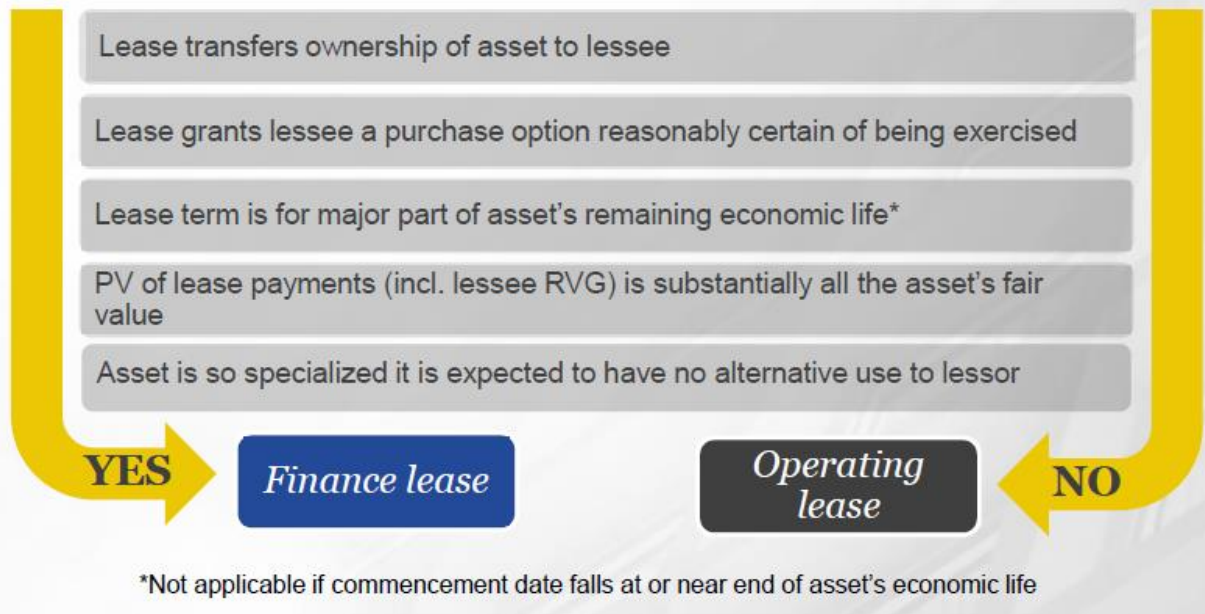 Lease transfers ownership of asset to lessee
Lease grants lessee a purchase option reasonably certain of being exercised
Lease term is for major part of asset's remaining economic life*
PV of lease payments (incl. lessee RVG) is substantially all the asset's fair
value
Asset is so specialized it is expected to have no alternative use to lessor
YES
Finance lease
Operating
lease
NO
*Not applicable if commencement date falls at or near end of asset's economic life